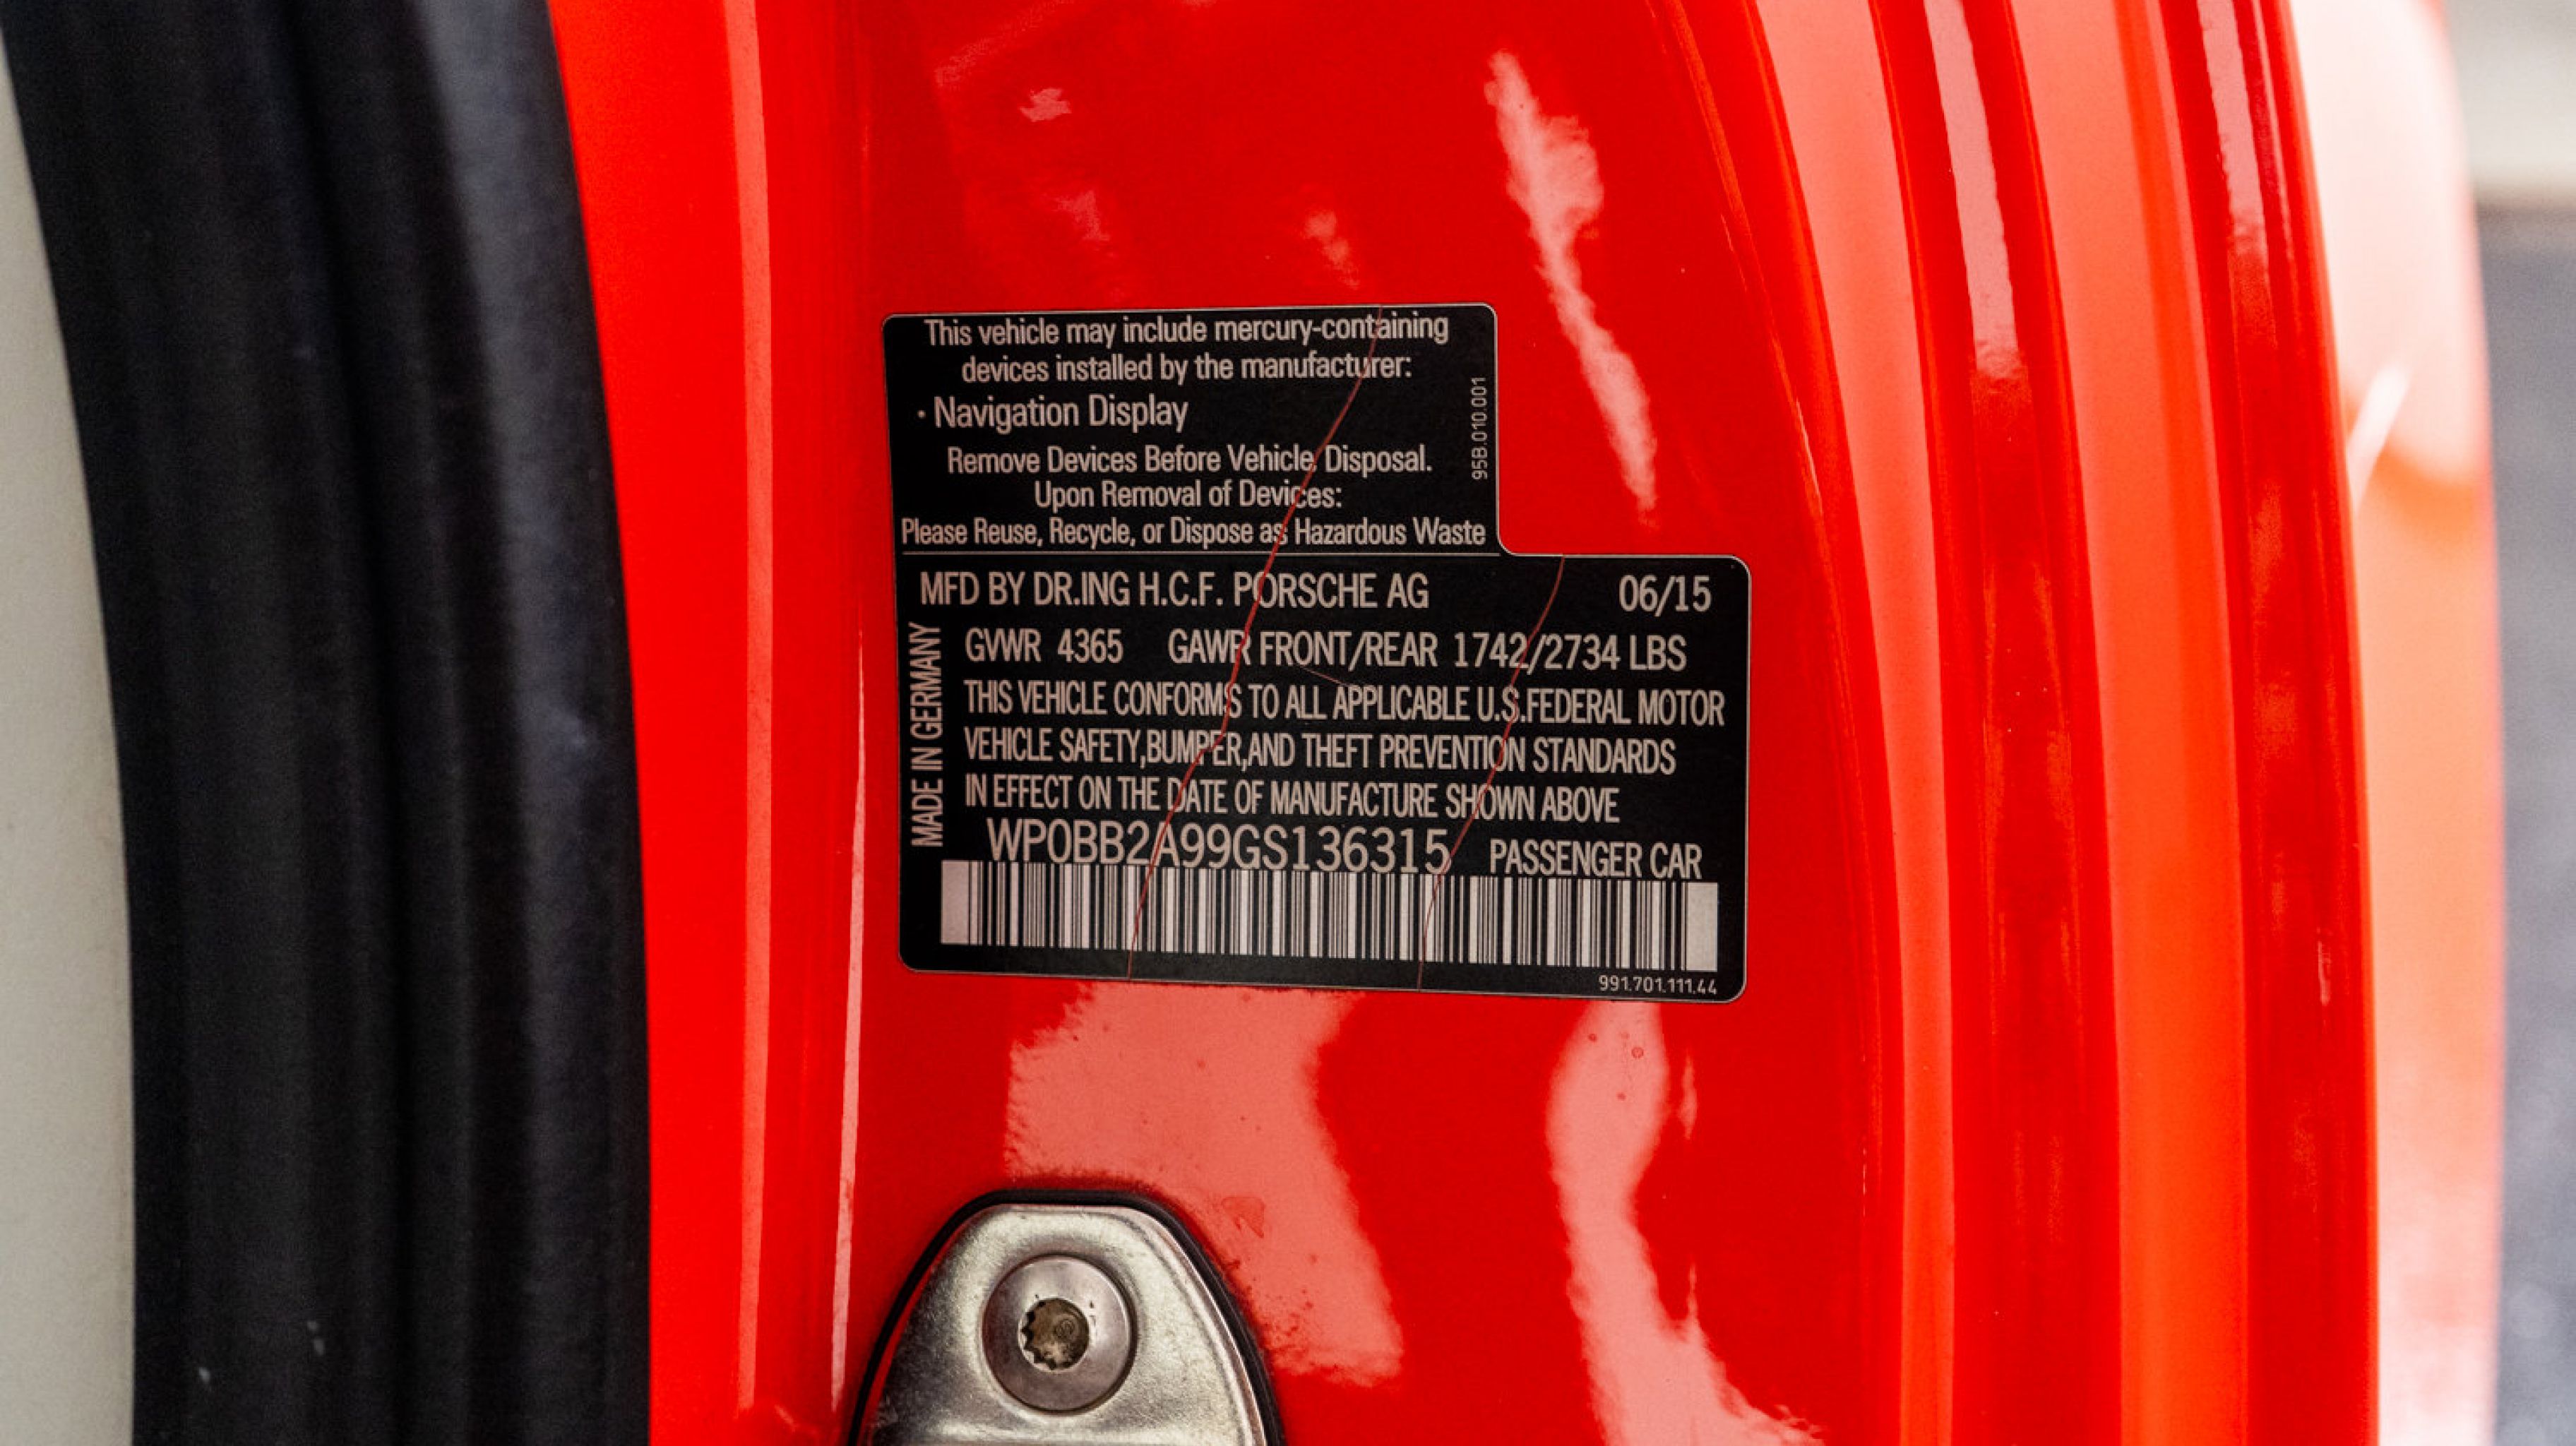 This vehicle may include mercury-containing
devices installed by the manufacturer:
· Navigation Display
Remove Devices Before Vehicle Disposal.
Upon Removal of Devices:
Please Reuse, Recycle, or Dispose as Hazardous Waste
95B.010.001
MFD BY DR.ING H.C.F. PORSCHE AG 06/15
GVWR 4365 GAWR FRONT/REAR 1742/2734 LBS
THIS VEHICLE CONFORMS TO ALL APPLICABLE U.S.FEDERAL MOTOR
VEHICLE SAFETY,BUMPER,AND THEFT PREVENTION STANDARDS
IN EFFECT ON THE DATE OF MANUFACTURE SHOWN ABOVE
MADE IN GERMANY
WP0BB2A99GS136315 PASSENGER CAR
991.701.111.44